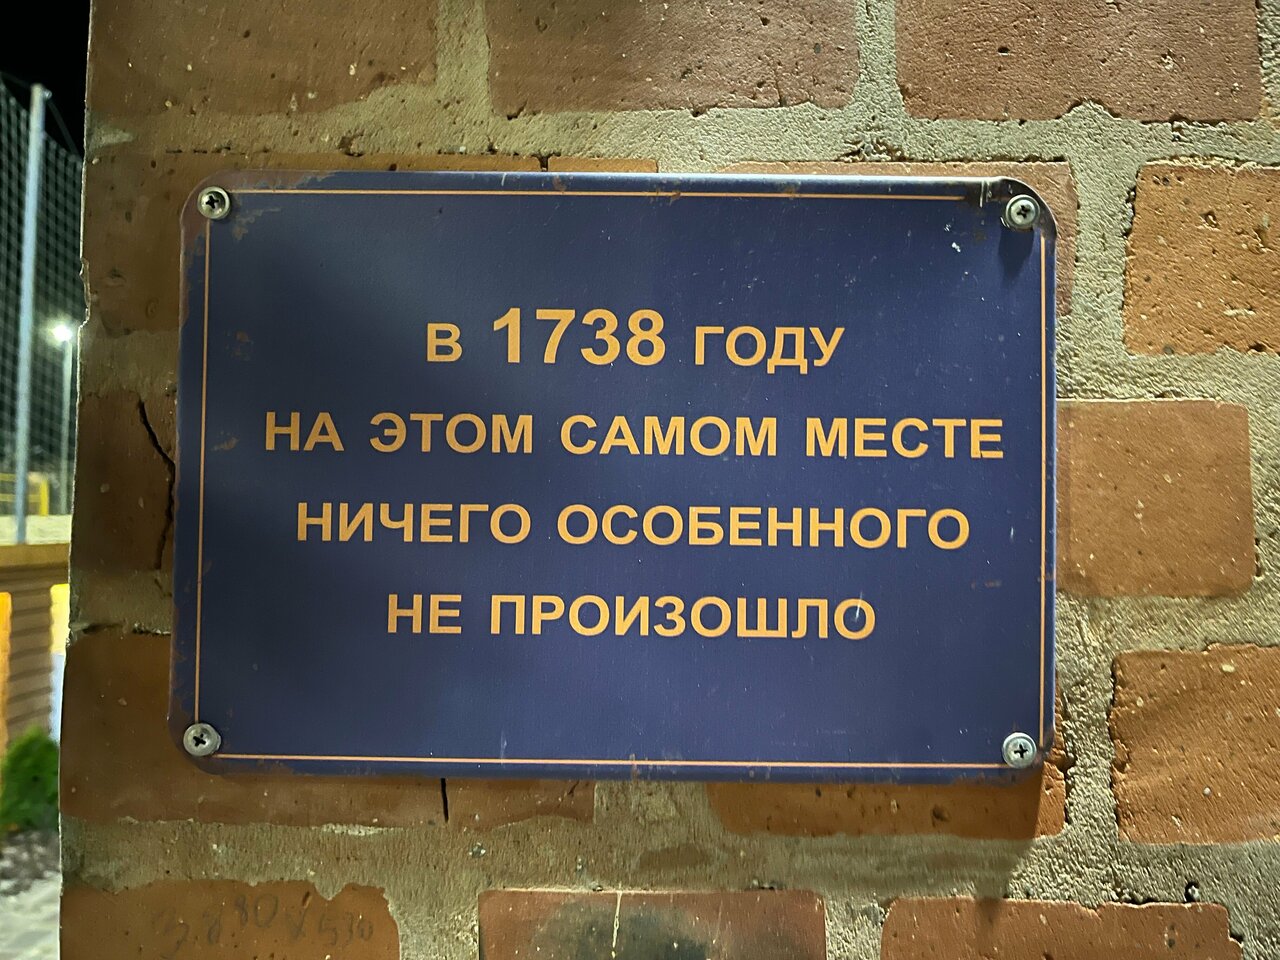 В 1738 ГОДУ
НА ЭТОМ САМОМ МЕСТЕ
НИЧЕГО ОСОБЕННОГО
НЕ ПРОИЗОШЛО